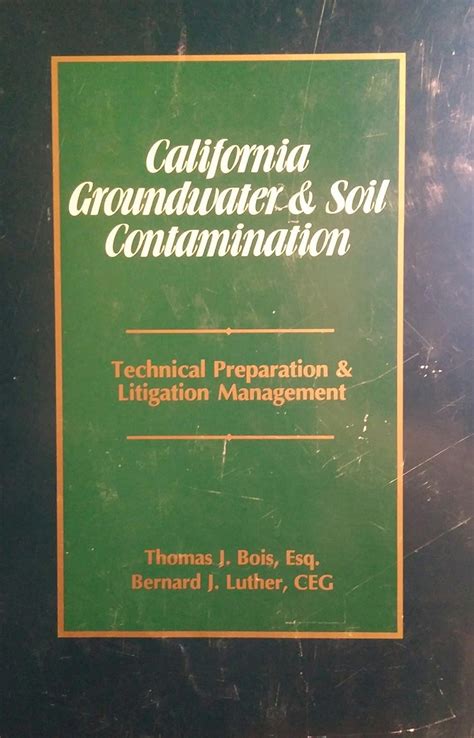 California
Groundwater & Soil
Contamination
Technical Preparation &
Litigation Management
Thomas J. Bois, Esq.
Bernard J. Luther, CEG